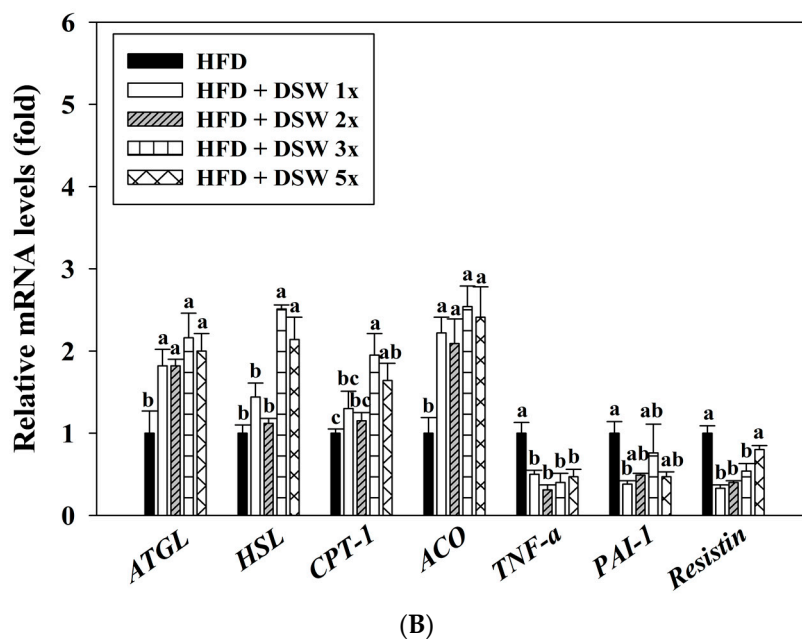 6
5
4
3
2
1
0
Relative mRNA levels (fold)
HFD
HFD + DSW 1x
HFD + DSW 2x
HFD + DSW 3x
HFD + DSW 5x
b a a a a
b b b a a
c bc bc a ab
b a a a a
a b b b b
a b ab ab ab
a b b b a
ATGL HSL CPT-1 ACO TNF-a PAI-1 Resistin
(B)